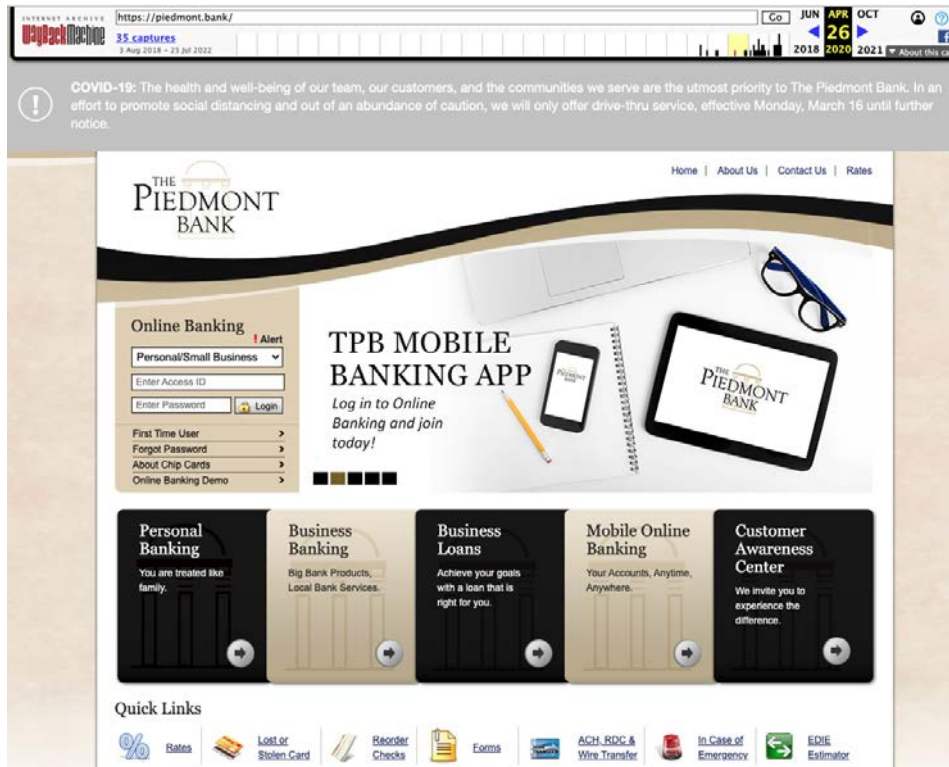 INTERNET ARCHIVE
WayBackMachine
https://piedmont.bank/
Go
JUN APR OCT
35 captures
26
3 Aug 2018 – 25 Jul 2022
2018 2020 2021
About this ca
COVID-19: The health and well-being of our team, our customers, and the communities we serve are the utmost priority to The Piedmont Bank. In an
effort to promote social distancing and out of an abundance of caution, we will only offer drive-thru service, effective Monday, March 16 until further
notice.
THE
PIEDMONT
BANK
Home | About Us | Contact Us | Rates
Online Banking
! Alert
Personal/Small Business
Enter Access ID
Enter Password
Login
First Time User
Forgot Password
About Chip Cards
Online Banking Demo
TPB MOBILE
BANKING APP
Log in to Online
Banking and join
today!
THE
PIEDMONT
BANK
THE
PIEDMONT
BANK
Personal
Banking
You are treated like
family.
Business
Banking
Big Bank Products,
Local Bank Services.
Business
Loans
Achieve your goals
with a loan that is
right for you.
Mobile Online
Banking
Your Accounts, Anytime,
Anywhere.
Customer
Awareness
Center
We invite you to
experience the
difference.
Quick Links
Rates
Lost or
Stolen Card
Reorder
Checks
Forms
ACH, RDC &
Wire Transfer
In Case of
Emergency
EDIE
Estimator